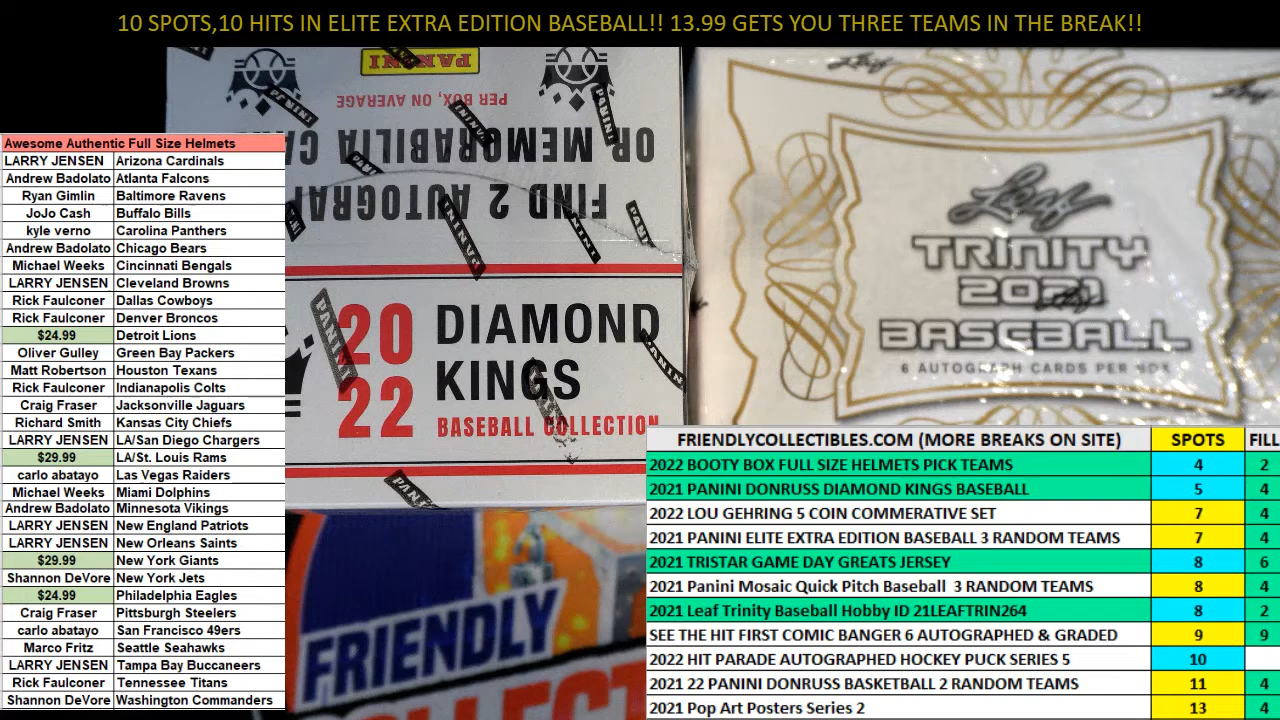 10 SPOTS,10 HITS IN ELITE EXTRA EDITION BASEBALL!! 13.99 GETS YOU THREE TEAMS IN THE BREAK!!
Awesome Authentic Full Size Helmets
LARRY JENSEN Arizona Cardinals
Andrew Badolato Atlanta Falcons
Ryan Gimlin Baltimore Ravens
JoJo Cash Buffalo Bills
kyle verno Carolina Panthers
Andrew Badolato Chicago Bears
Michael Weeks Cincinnati Bengals
LARRY JENSEN Cleveland Browns
Rick Faulconer Dallas Cowboys
Rick Faulconer Denver Broncos
$24.99 Detroit Lions
Oliver Gulley Green Bay Packers
Matt Robertson Houston Texans
Rick Faulconer Indianapolis Colts
Craig Fraser Jacksonville Jaguars
Richard Smith Kansas City Chiefs
LARRY JENSEN LA/San Diego Chargers
$29.99 LA/St. Louis Rams
carlo abatayo Las Vegas Raiders
Michael Weeks Miami Dolphins
Andrew Badolato Minnesota Vikings
LARRY JENSEN New England Patriots
LARRY JENSEN New Orleans Saints
$29.99 New York Giants
Shannon DeVore New York Jets
$24.99 Philadelphia Eagles
Craig Fraser Pittsburgh Steelers
carlo abatayo San Francisco 49ers
Marco Fritz Seattle Seahawks
LARRY JENSEN Tampa Bay Buccaneers
Rick Faulconer Tennessee Titans
Shannon DeVore Washington Commanders
PANINI
PER BOX, ON AVERAGE
OR MEMORABILIA CA
FIND 2 AUTOGRA
2022
DIAMOND
KINGS
BASEBALL COLLECTION
FRIENDLY
COLLECT
Leaf
TRINITY
2021
BASEBALL
6 AUTOGRAPH CARDS PER BOX
FRIENDLYCOLLECTIBLES.COM (MORE BREAKS ON SITE) SPOTS FILL
2022 BOOTY BOX FULL SIZE HELMETS PICK TEAMS 4 2
2021 PANINI DONRUSS DIAMOND KINGS BASEBALL 5 4
2022 LOU GEHRING 5 COIN COMMERATIVE SET 7 4
2021 PANINI ELITE EXTRA EDITION BASEBALL 3 RANDOM TEAMS 7 4
2021 TRISTAR GAME DAY GREATS JERSEY 8 6
2021 Panini Mosaic Quick Pitch Baseball 3 RANDOM TEAMS 8 4
2021 Leaf Trinity Baseball Hobby ID 21LEAFTRIN264 8 2
SEE THE HIT FIRST COMIC BANGER 6 AUTOGRAPHED & GRADED 9 9
2022 HIT PARADE AUTOGRAPHED HOCKEY PUCK SERIES 5 10
2021 22 PANINI DONRUSS BASKETBALL 2 RANDOM TEAMS 11 4
2021 Pop Art Posters Series 2 13 4